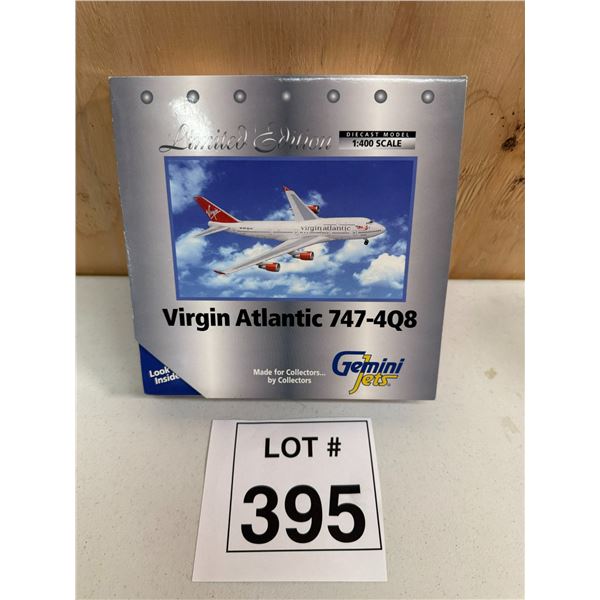 Limited Edition
DIECAST MODEL
1:400 SCALE
Virgin
virgin atlantic
Virgin Atlantic 747-4Q8
Look
Inside
Made for Collectors...
by Collectors
Gemini
Jets
LOT #
395